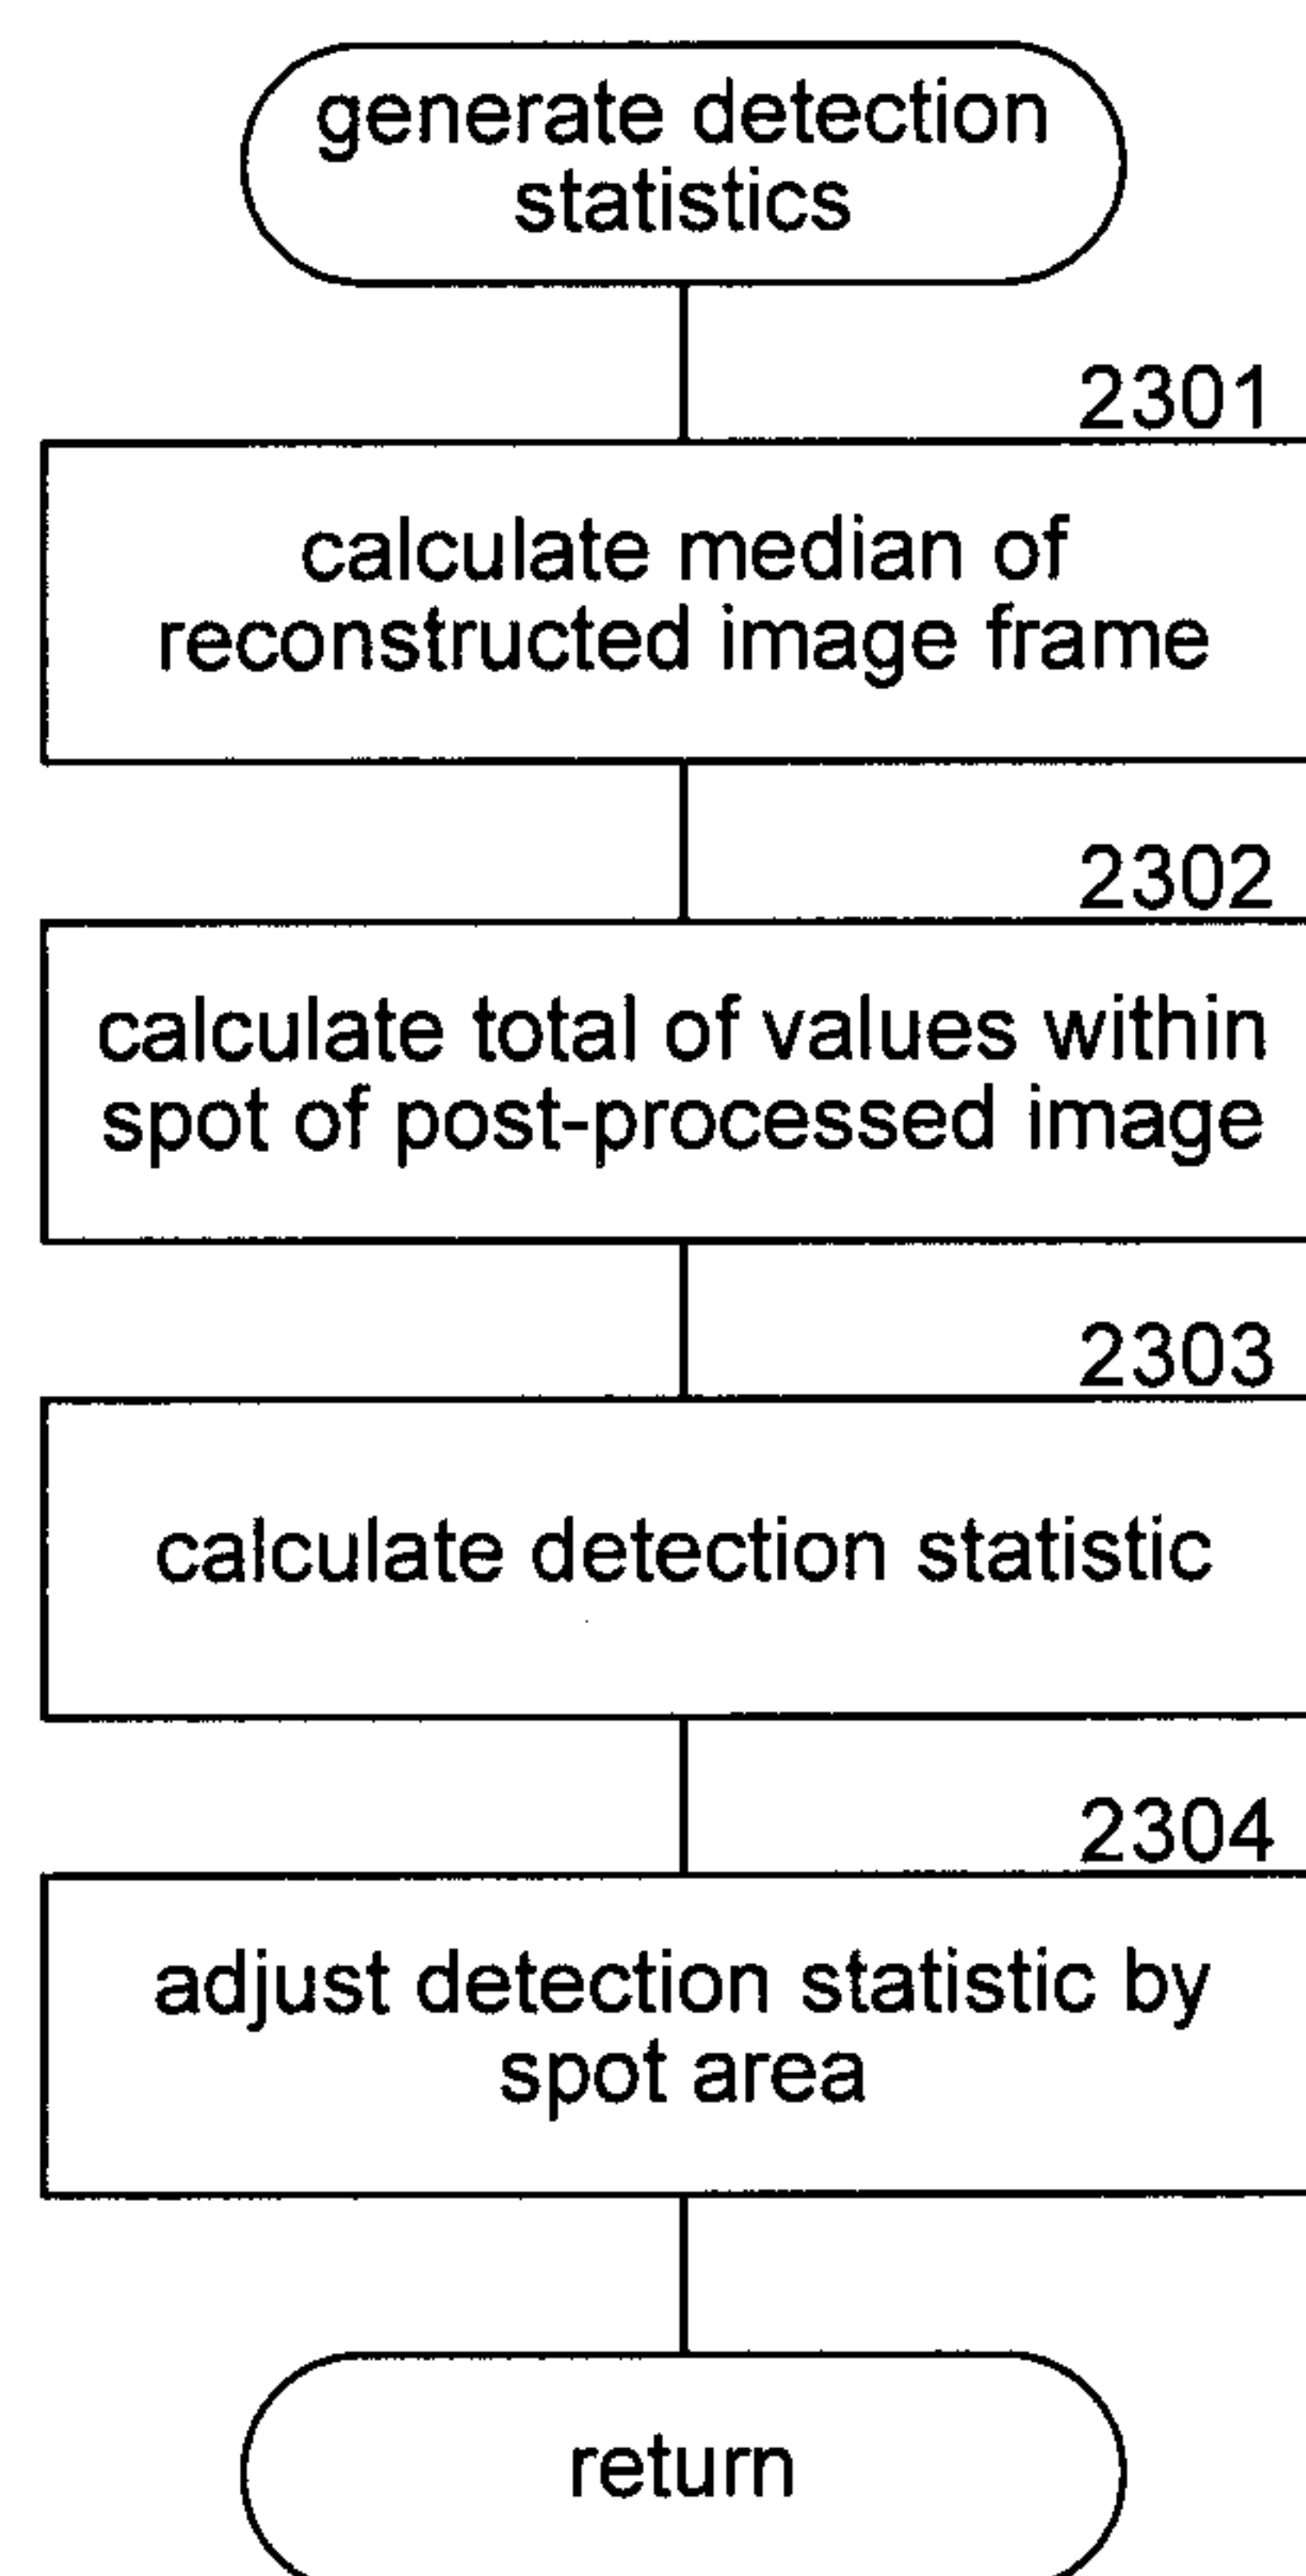 generate detection
statistics
2301
calculate median of
reconstructed image frame
2302
calculate total of values within
spot of post-processed image
2303
calculate detection statistic
2304
adjust detection statistic by
spot area
return